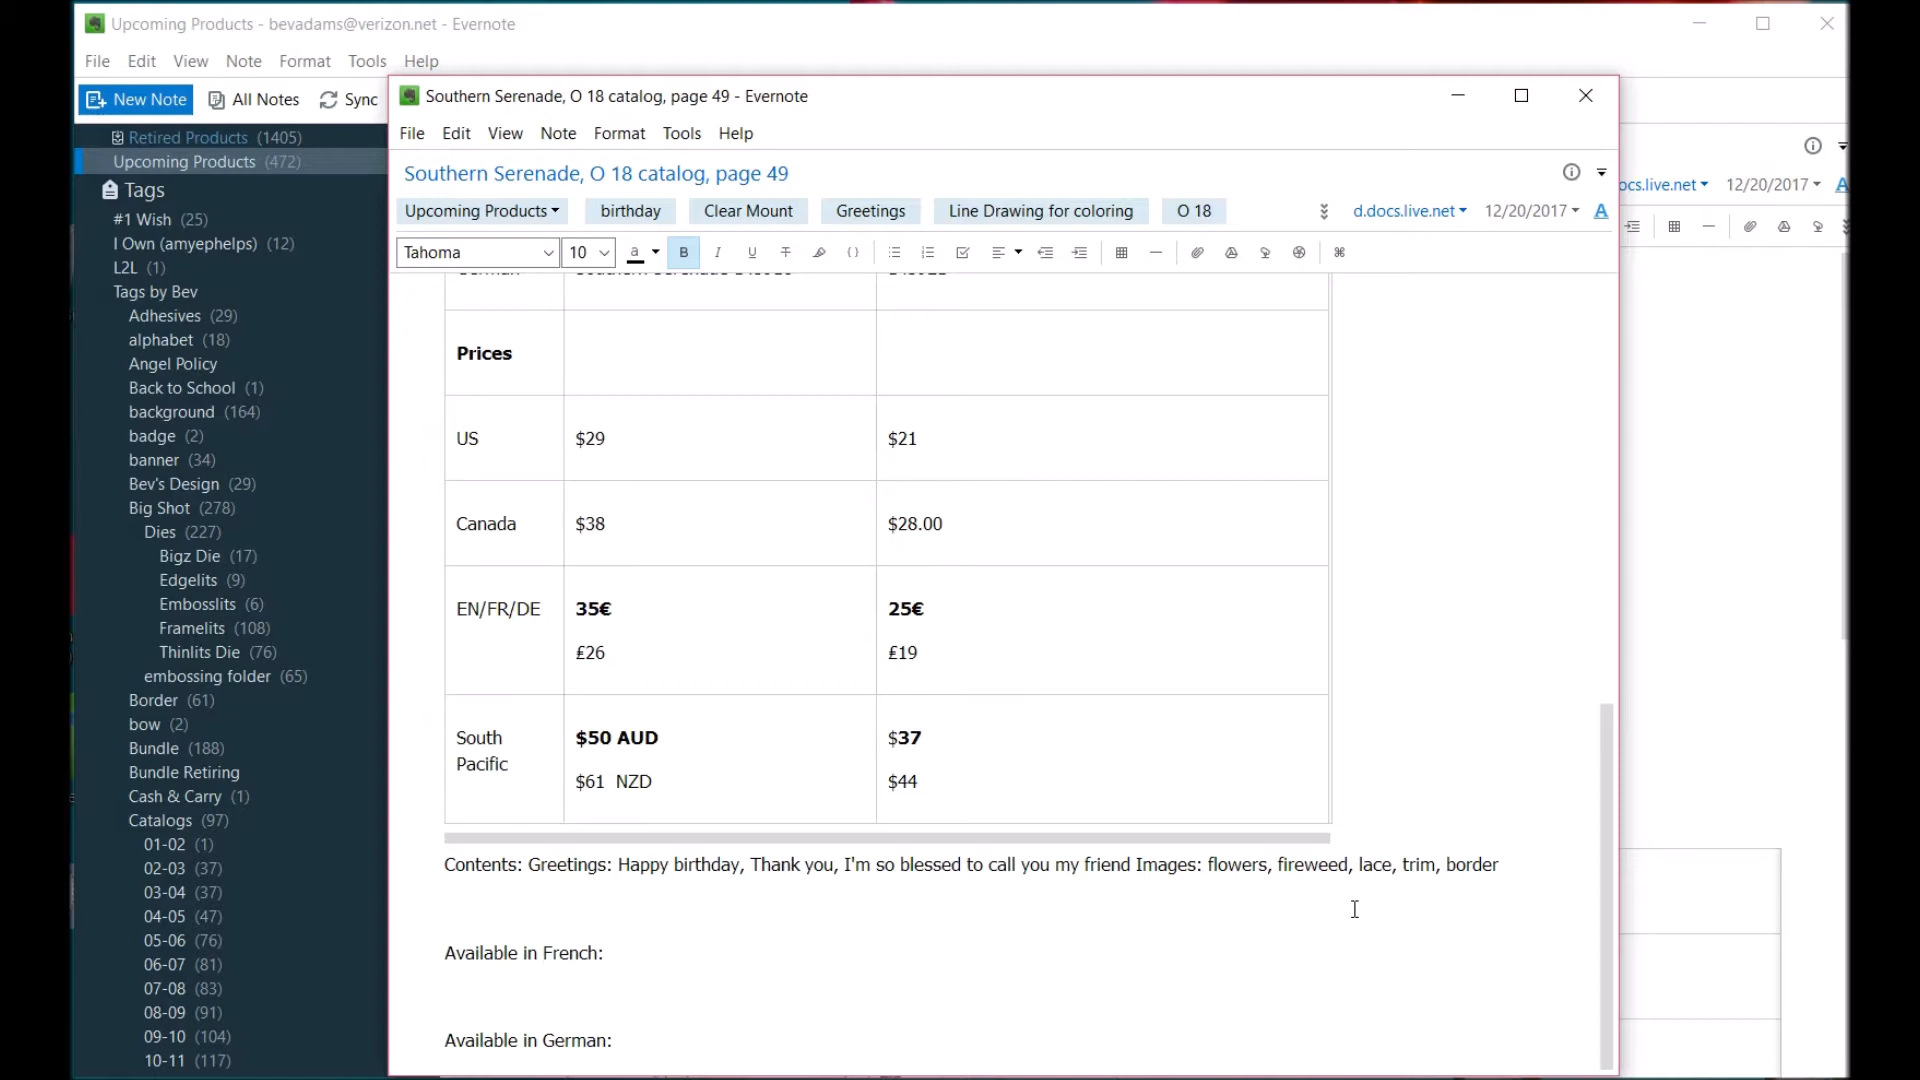 Upcoming Products - bevadams@verizon.net - Evernote
File Edit View Note Format Tools Help
New Note All Notes Sync
Retired Products (1405)
Upcoming Products (472)
Tags
#1 Wish (25)
I Own (amyephelps) (12)
L2L (1)
Tags by Bev
Adhesives (29)
alphabet (18)
Angel Policy
Back to School (1)
background (164)
badge (2)
banner (34)
Bev's Design (29)
Big Shot (278)
Dies (227)
Bigz Die (17)
Edgelits (9)
Embosslits (6)
Framelits (108)
Thinlits Die (76)
embossing folder (65)
Border (61)
bow (2)
Bundle (188)
Bundle Retiring
Cash & Carry (1)
Catalogs (97)
01-02 (1)
02-03 (37)
03-04 (37)
04-05 (47)
05-06 (76)
06-07 (81)
07-08 (83)
08-09 (91)
09-10 (104)
10-11 (117)
Southern Serenade, O 18 catalog, page 49 - Evernote
File Edit View Note Format Tools Help
Southern Serenade, O 18 catalog, page 49
Upcoming Products birthday Clear Mount Greetings Line Drawing for coloring O 18 d.docs.live.net 12/20/2017 A
Tahoma 10 a B I U T
Prices
US $29 $21
Canada $38 $28.00
EN/FR/DE 35€ 25€
£26 £19
South $50 AUD $37
Pacific
$61 NZD $44
Contents: Greetings: Happy birthday, Thank you, I'm so blessed to call you my friend Images: flowers, fireweed, lace, trim, border
Available in French:
Available in German:
ocs.live.net 12/20/2017 A